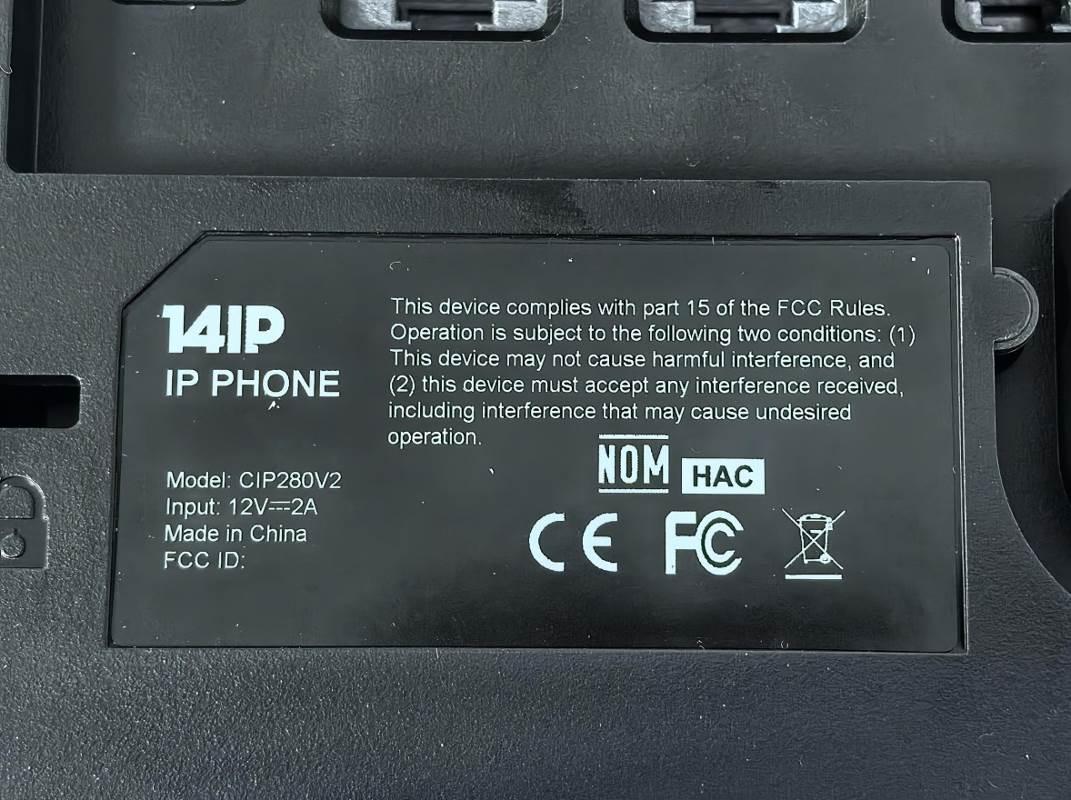 14IP
IP PHONE
Model: CIP280V2
Input: 12V⎓2A
Made in China
FCC ID:
This device complies with part 15 of the FCC Rules.
Operation is subject to the following two conditions: (1)
This device may not cause harmful interference, and
(2) this device must accept any interference received,
including interference that may cause undesired
operation.
NOM HAC
CE FC